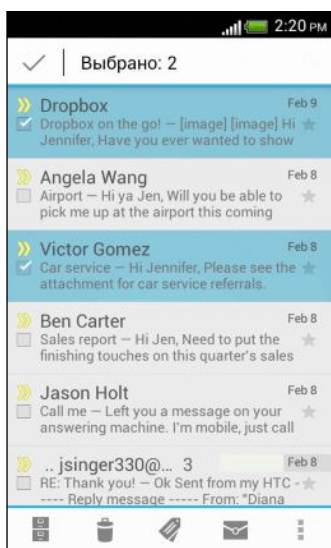 2:20 PM
Выбрано: 2
Dropbox Feb 9
Dropbox on the go! — [image] [image] Hi
Jennifer, Have you ever wanted to show
Angela Wang Feb 8
Airport — Hi ya Jen, Will you be able to
pick me up at the airport this coming
Victor Gomez Feb 8
Car service — Hi Jennifer, Please see the
attachment for car service referrals.
Ben Carter Feb 8
Sales report — Hi Jen, Need to put the
finishing touches on this quarter's sales
Jason Holt Feb 8
Call me — Left you a message on your
answering machine. I'm mobile, just call
.. jsinger330@... 3 Feb 8
RE: Thank you! — Ok Sent from my HTC -
---- Reply message ----- From: "Diana